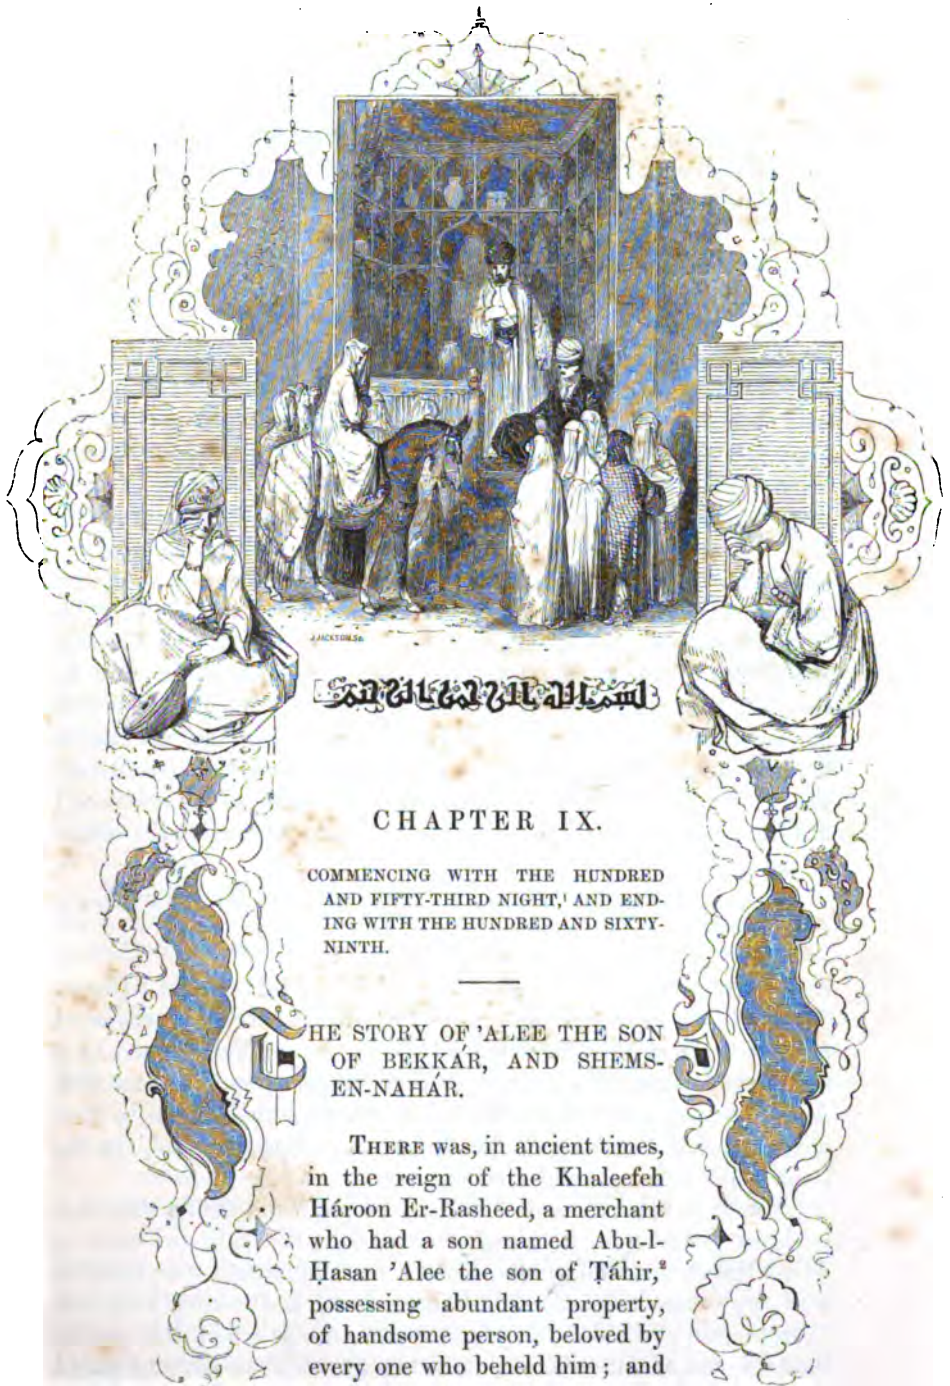 J.JACKSON.Sc.
بسم الله الرحمن الرحيم
CHAPTER IX.
COMMENCING WITH THE HUNDRED
AND FIFTY-THIRD NIGHT,¹ AND END-
ING WITH THE HUNDRED AND SIXTY-
NINTH.
THE STORY OF 'ALEE THE SON
OF BEKKÁR, AND SHEMS-
EN-NAHÁR.
THERE was, in ancient times,
in the reign of the Khaleefeh
Hároon Er-Rasheed, a merchant
who had a son named Abu-l-
Ḥasan 'Alee the son of Ṭáhir,²
possessing abundant property,
of handsome person, beloved by
every one who beheld him; and